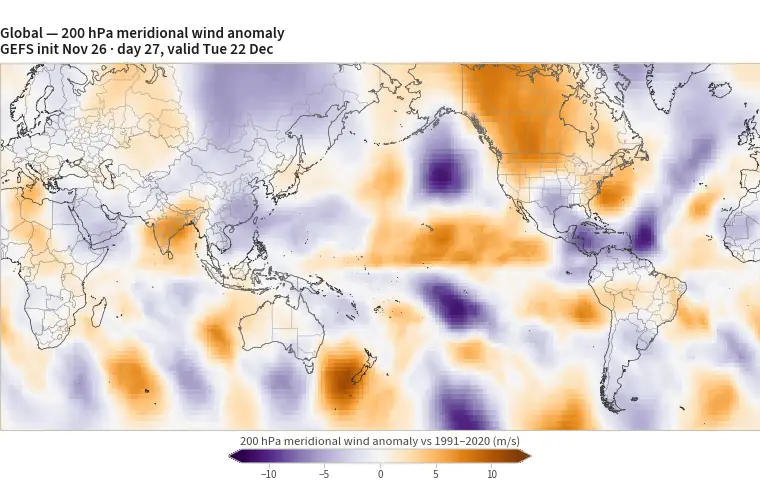 Global — 200 hPa meridional wind anomaly
GEFS init Nov 26 · day 27, valid Tue 22 Dec
200 hPa meridional wind anomaly vs 1991–2020 (m/s)
−10 −5 0 5 10